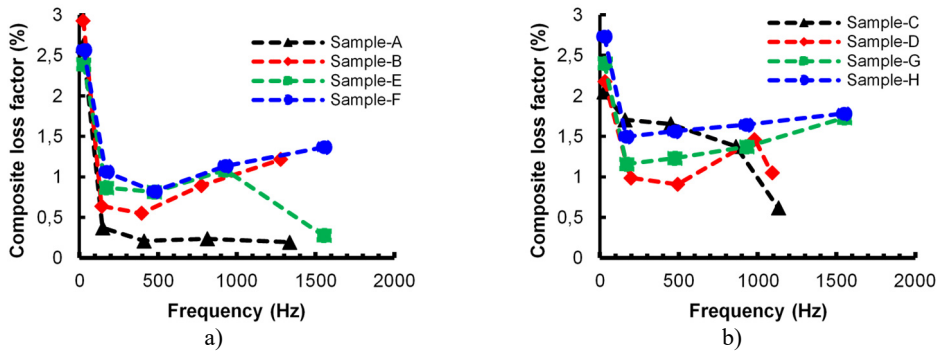 Composite loss factor (%)
3
2,5
2
1,5
1
0,5
0
0 500 1000 1500 2000
Frequency (Hz)
Sample-A
Sample-B
Sample-E
Sample-F
a)
Composite loss factor (%)
3
2,5
2
1,5
1
0,5
0
0 500 1000 1500 2000
Frequency (Hz)
Sample-C
Sample-D
Sample-G
Sample-H
b)